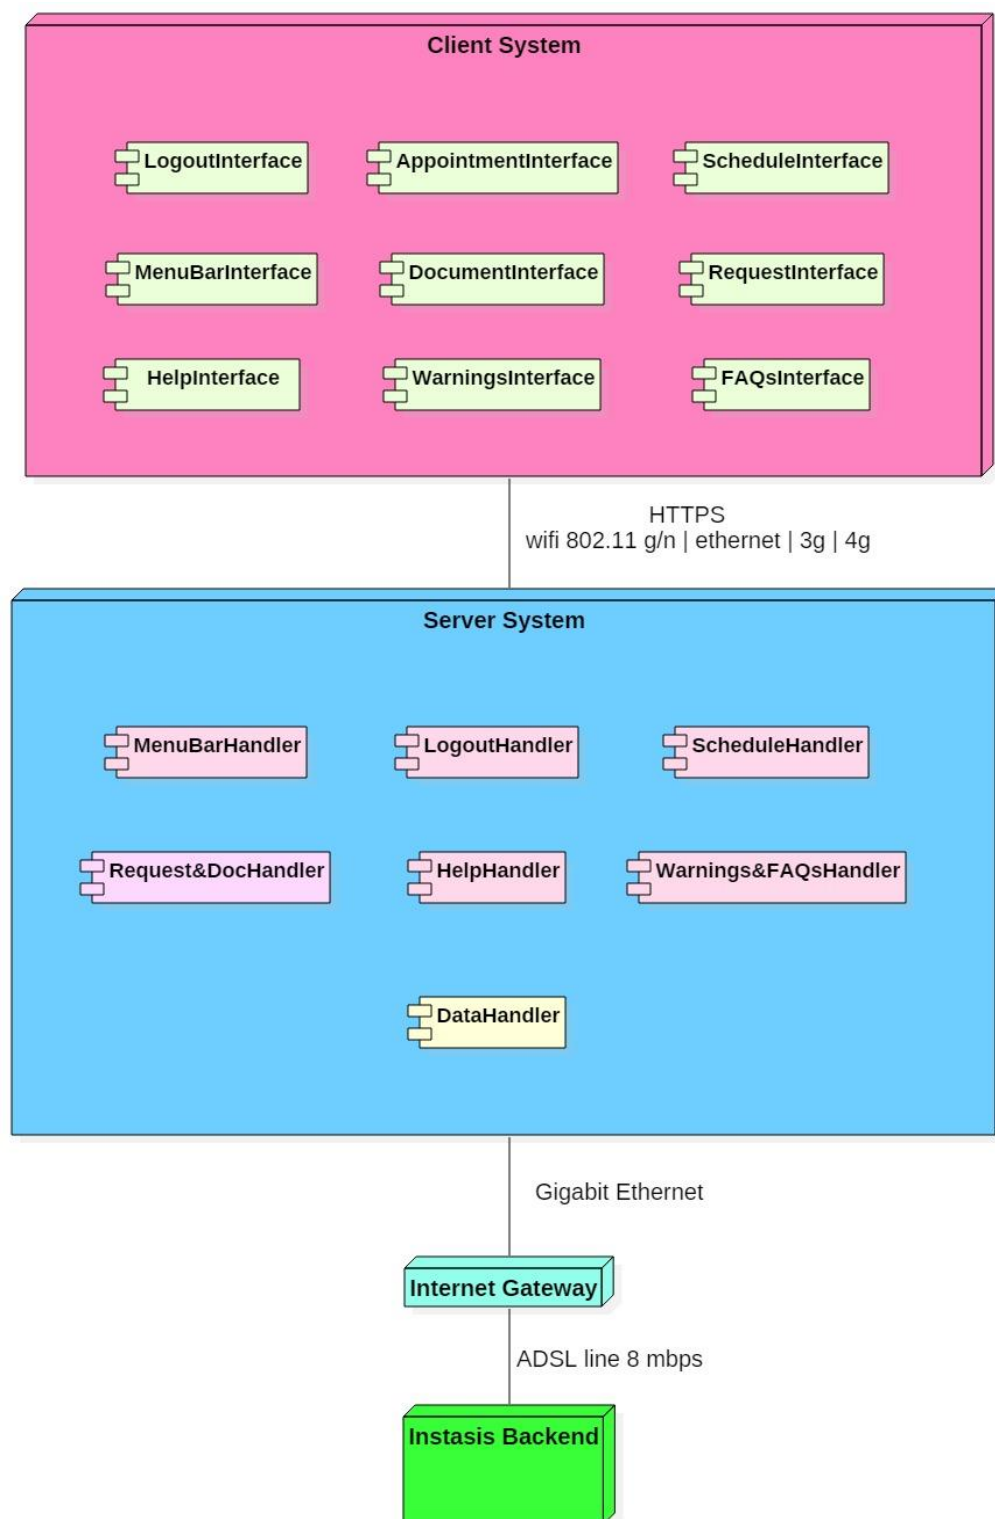 Client System
LogoutInterface
AppointmentInterface
ScheduleInterface
MenuBarInterface
DocumentInterface
RequestInterface
HelpInterface
WarningsInterface
FAQsInterface
HTTPS
wifi 802.11 g/n | ethernet | 3g | 4g
Server System
MenuBarHandler
LogoutHandler
ScheduleHandler
Request&DocHandler
HelpHandler
Warnings&FAQsHandler
DataHandler
Gigabit Ethernet
Internet Gateway
ADSL line 8 mbps
Instasis Backend